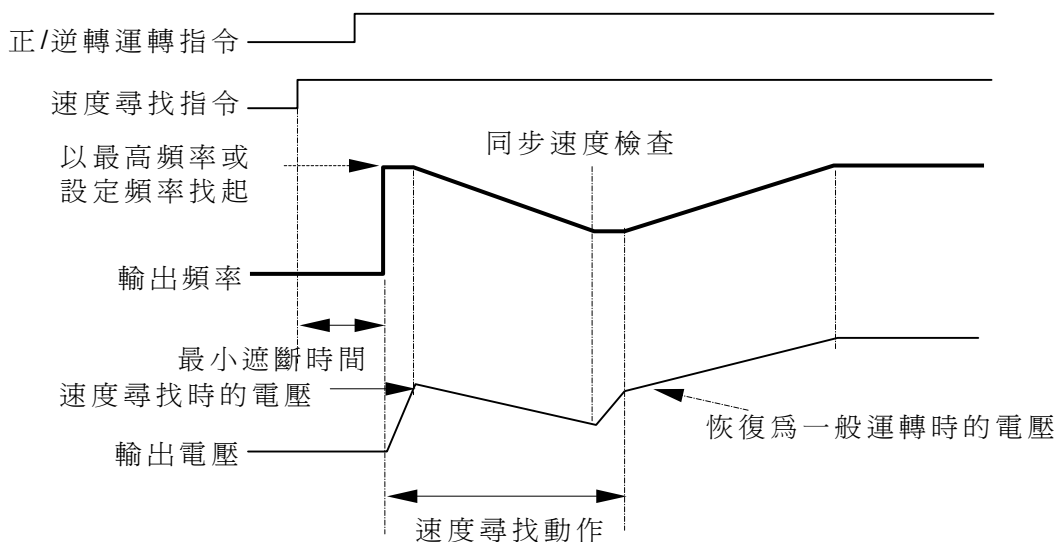 正/逆轉運轉指令
速度尋找指令
同步速度檢查
以最高頻率或
設定頻率找起
輸出頻率
最小遮斷時間
速度尋找時的電壓
恢復爲一般運轉時的電壓
輸出電壓
速度尋找動作